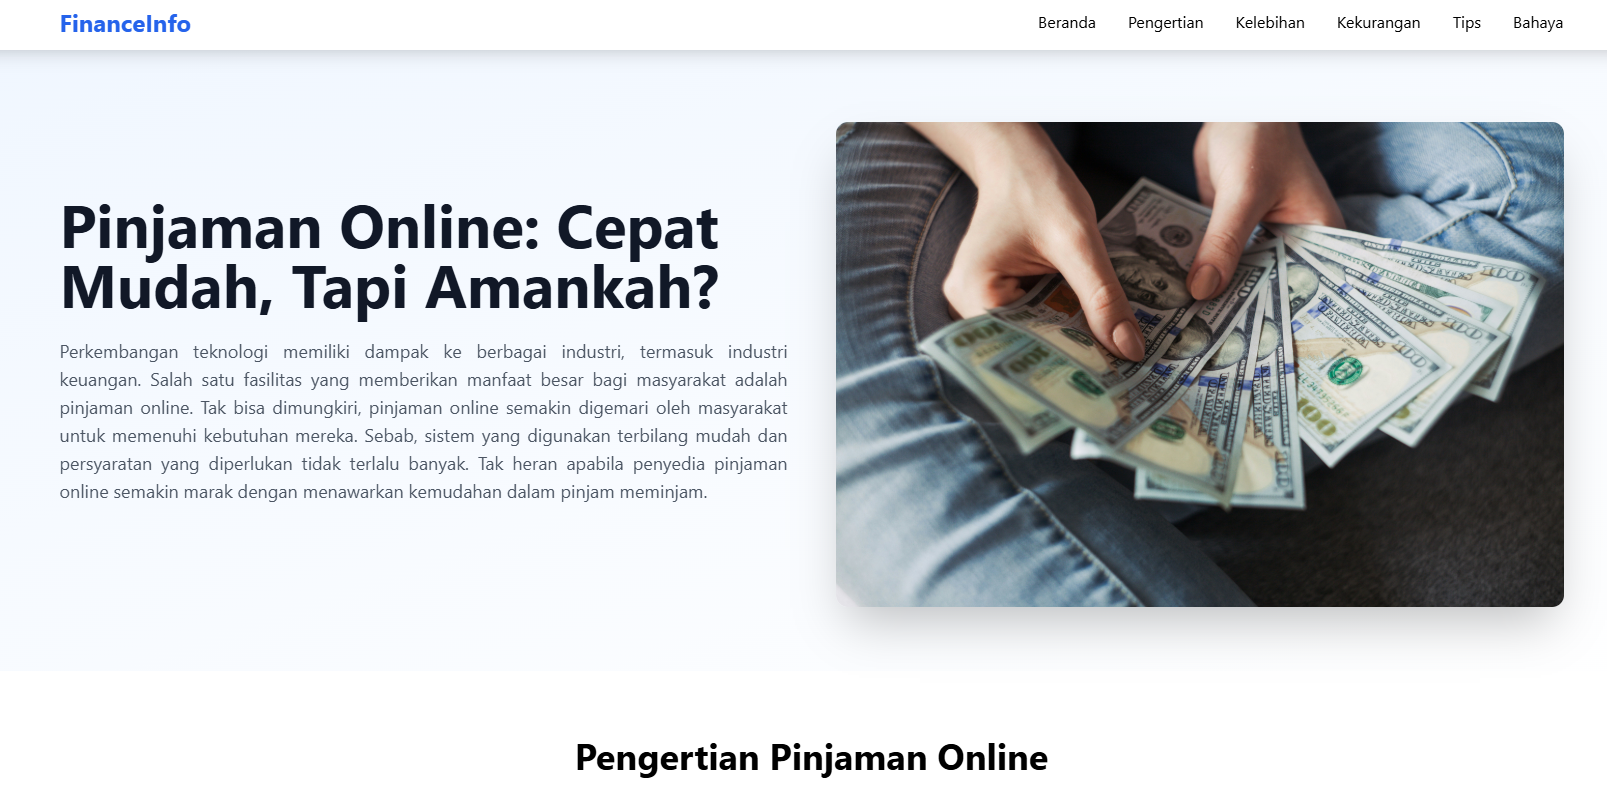 FinanceInfo
Beranda Pengertian Kelebihan Kekurangan Tips Bahaya
Pinjaman Online: Cepat
Mudah, Tapi Amankah?
Perkembangan teknologi memiliki dampak ke berbagai industri, termasuk industri
keuangan. Salah satu fasilitas yang memberikan manfaat besar bagi masyarakat adalah
pinjaman online. Tak bisa dimungkiri, pinjaman online semakin digemari oleh masyarakat
untuk memenuhi kebutuhan mereka. Sebab, sistem yang digunakan terbilang mudah dan
persyaratan yang diperlukan tidak terlalu banyak. Tak heran apabila penyedia pinjaman
online semakin marak dengan menawarkan kemudahan dalam pinjam meminjam.
100
100
100
100
Pengertian Pinjaman Online